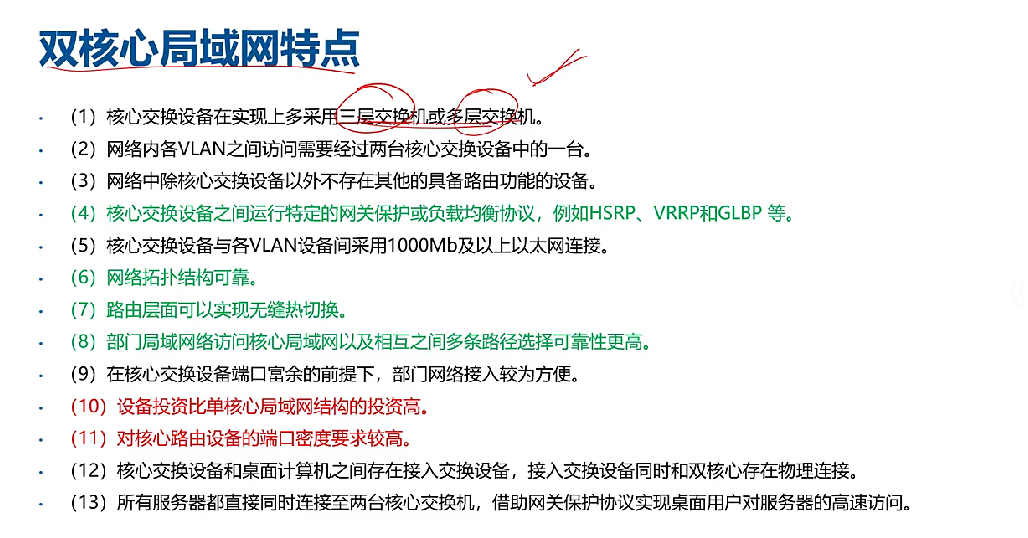 双核心局域网特点
(1）核心交换设备在实现上多采用三层交换机或多层交换机。
(2）网络内各VLAN之间访问需要经过两台核心交换设备中的一台。
(3）网络中除核心交换设备以外不存在其他的具备路由功能的设备。
(4）核心交换设备之间运行特定的网关保护或负载均衡协议，例如HSRP、VRRP和GLBP 等。
(5）核心交换设备与各VLAN设备间采用1000Mb及以上以太网连接。
(6）网络拓扑结构可靠。
(7）路由层面可以实现无缝热切换。
(8）部门局域网络访问核心局域网以及相互之间多条路径选择可靠性更高。
(9）在核心交换设备端口富余的前提下，部门网络接入较为方便。
(10）设备投资比单核心局域网结构的投资高。
(11）对核心路由设备的端口密度要求较高。
(12）核心交换设备和桌面计算机之间存在接入交换设备，接入交换设备同时和双核心存在物理连接。
(13）所有服务器都直接同时连接至两台核心交换机，借助网关保护协议实现桌面用户对服务器的高速访问。